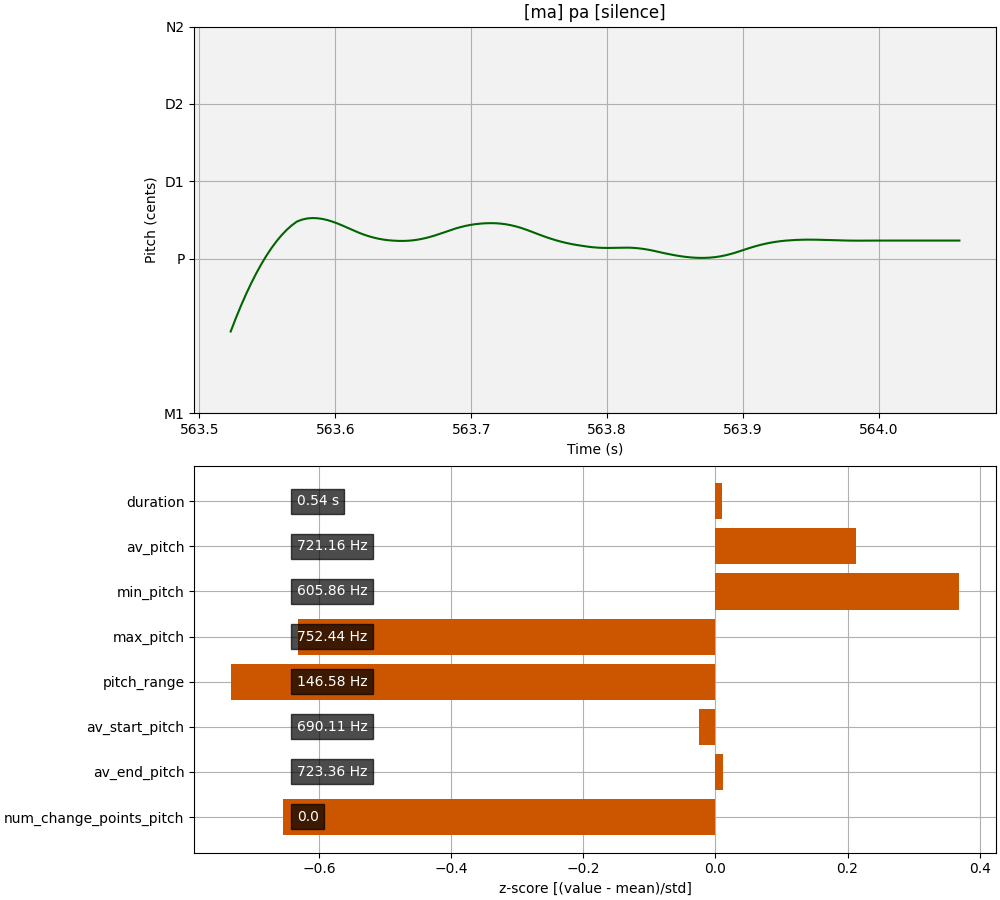 [ma] pa [silence]
N2
D2
D1
P
M1
Pitch (cents)
563.5 563.6 563.7 563.8 563.9 564.0
Time (s)
duration 0.54 s
av_pitch 721.16 Hz
min_pitch 605.86 Hz
max_pitch 752.44 Hz
pitch_range 146.58 Hz
av_start_pitch 690.11 Hz
av_end_pitch 723.36 Hz
num_change_points_pitch 0.0
−0.6 −0.4 −0.2 0.0 0.2 0.4
z-score [(value - mean)/std]